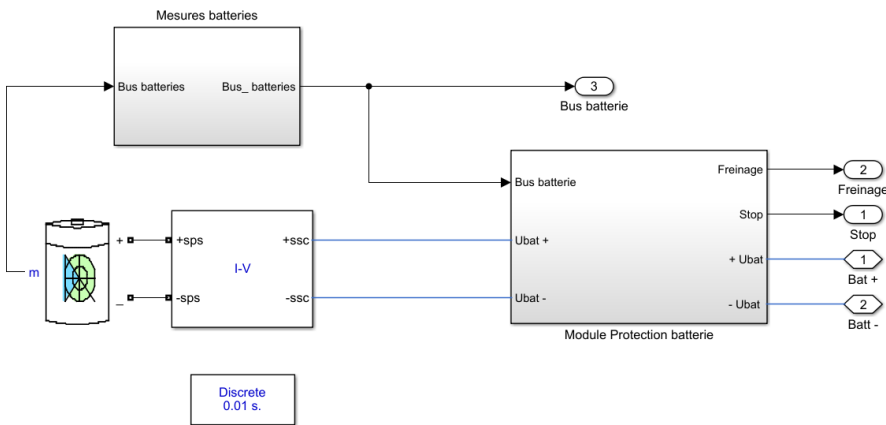 Mesures batteries
Bus batteries
Bus_ batteries
3
Bus batterie
Bus batterie
Freinage
2
Freinage
Stop
1
Stop
m
+
+sps
+ssc
Ubat +
+ Ubat
1
Bat +
I-V
_
-sps
-ssc
Ubat -
- Ubat
2
Batt -
Module Protection batterie
Discrete
0.01 s.